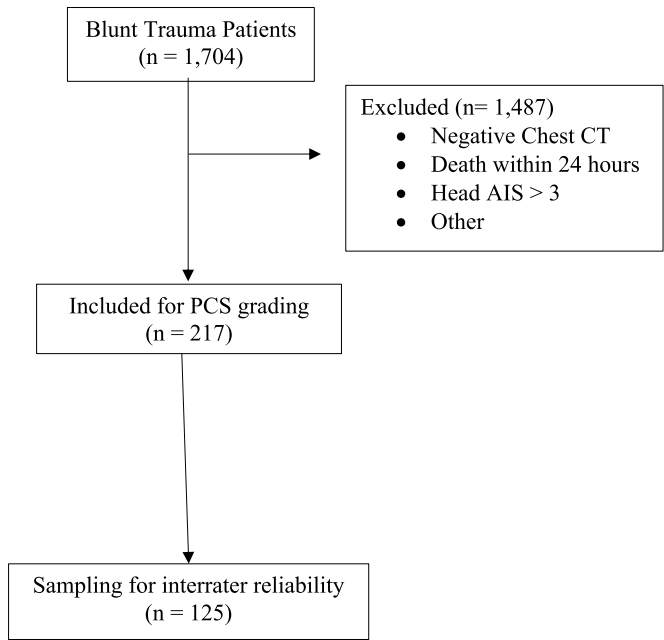 Blunt Trauma Patients
(n = 1,704)
Excluded (n= 1,487)
• Negative Chest CT
• Death within 24 hours
• Head AIS > 3
• Other
Included for PCS grading
(n = 217)
Sampling for interrater reliability
(n = 125)